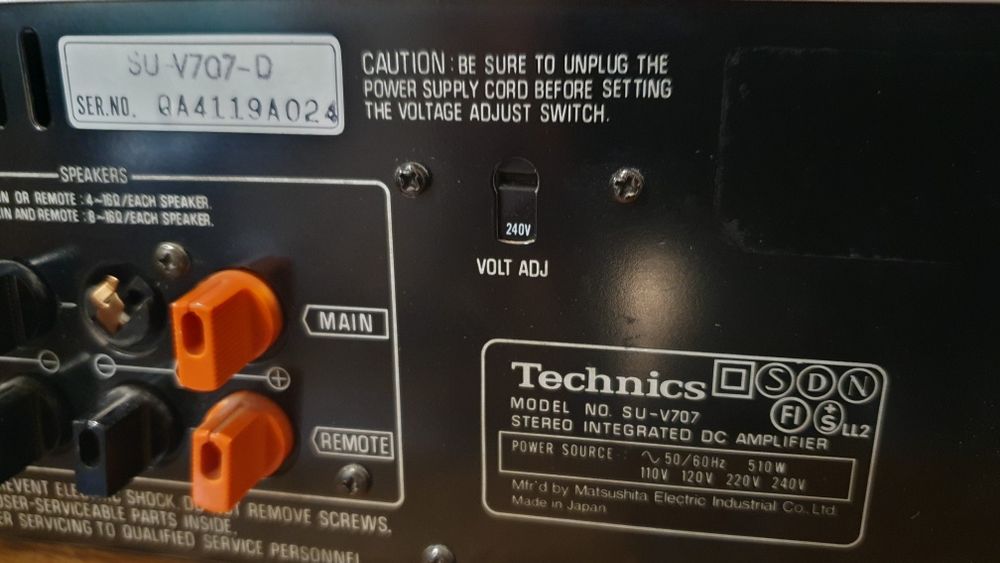 SU-V707-D
SER.NO. QA4119A024
CAUTION : BE SURE TO UNPLUG THE
POWER SUPPLY CORD BEFORE SETTING
THE VOLTAGE ADJUST SWITCH.
SPEAKERS
OR REMOTE : 4~16Ω/EACH SPEAKER.
AND REMOTE : 8~16Ω/EACH SPEAKER.
240V
VOLT ADJ
MAIN
⊖ ⊖ ⊕
REMOTE
Technics S D N
FI S LL2
MODEL NO. SU-V707
STEREO INTEGRATED DC AMPLIFIER
POWER SOURCE : ∿ 50/60Hz 510W
110V 120V 220V 240V
Mfr'd by Matsushita Electric Industrial Co., Ltd.
Made in Japan
SHOCK. NOT REMOVE SCREWS.
USER-SERVICEABLE PARTS INSIDE.
SERVICING TO QUALIFIED SERVICE PERSONNEL